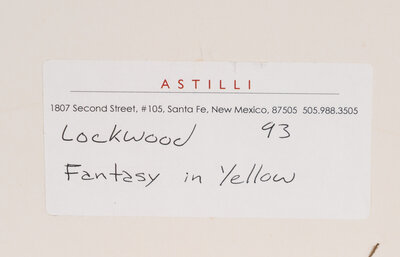 ASTILLI
1807 Second Street, #105, Santa Fe, New Mexico, 87505 505.988.3505
Lockwood 93
Fantasy in Yellow